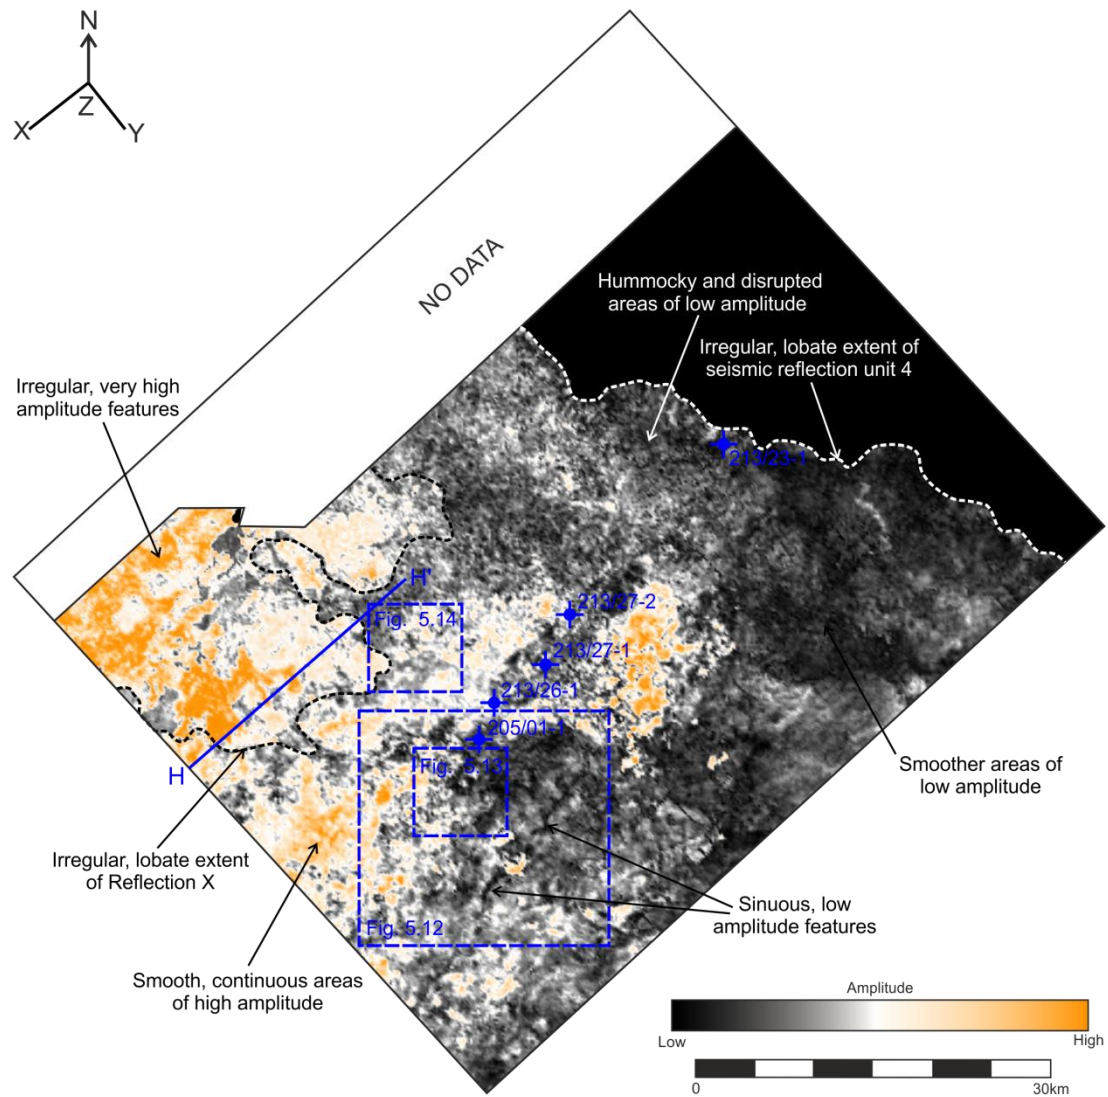 N
X
Z
Y
NO DATA
Hummocky and disrupted
areas of low amplitude
Irregular, lobate extent of
seismic reflection unit 4
Irregular, very high
amplitude features
213/23-1
H'
213/27-2
Fig. 5.14
213/27-1
213/26-1
205/01-1
H
Fig. 5.13
Smoother areas of
low amplitude
Irregular, lobate extent
of Reflection X
Sinuous, low
amplitude features
Fig. 5.12
Smooth, continuous areas
of high amplitude
Amplitude
Low
High
0
30km